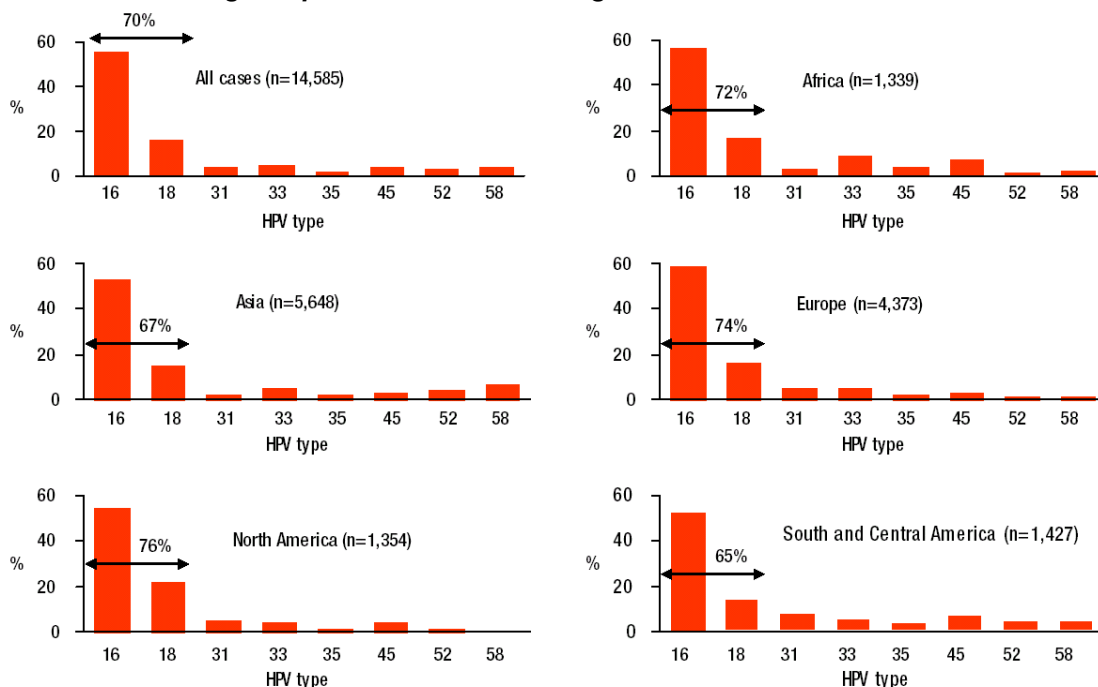 70%
60
40
%
20
0
All cases (n=14,585)
16 18 31 33 35 45 52 58
HPV type
60
40
%
20
0
Africa (n=1,339)
72%
16 18 31 33 35 45 52 58
HPV type
60
40
%
20
0
Asia (n=5,648)
67%
16 18 31 33 35 45 52 58
HPV type
60
40
%
20
0
Europe (n=4,373)
74%
16 18 31 33 35 45 52 58
HPV type
60
40
%
20
0
North America (n=1,354)
76%
16 18 31 33 35 45 52 58
HPV type
60
40
%
20
0
South and Central America (n=1,427)
65%
16 18 31 33 35 45 52 58
HPV type